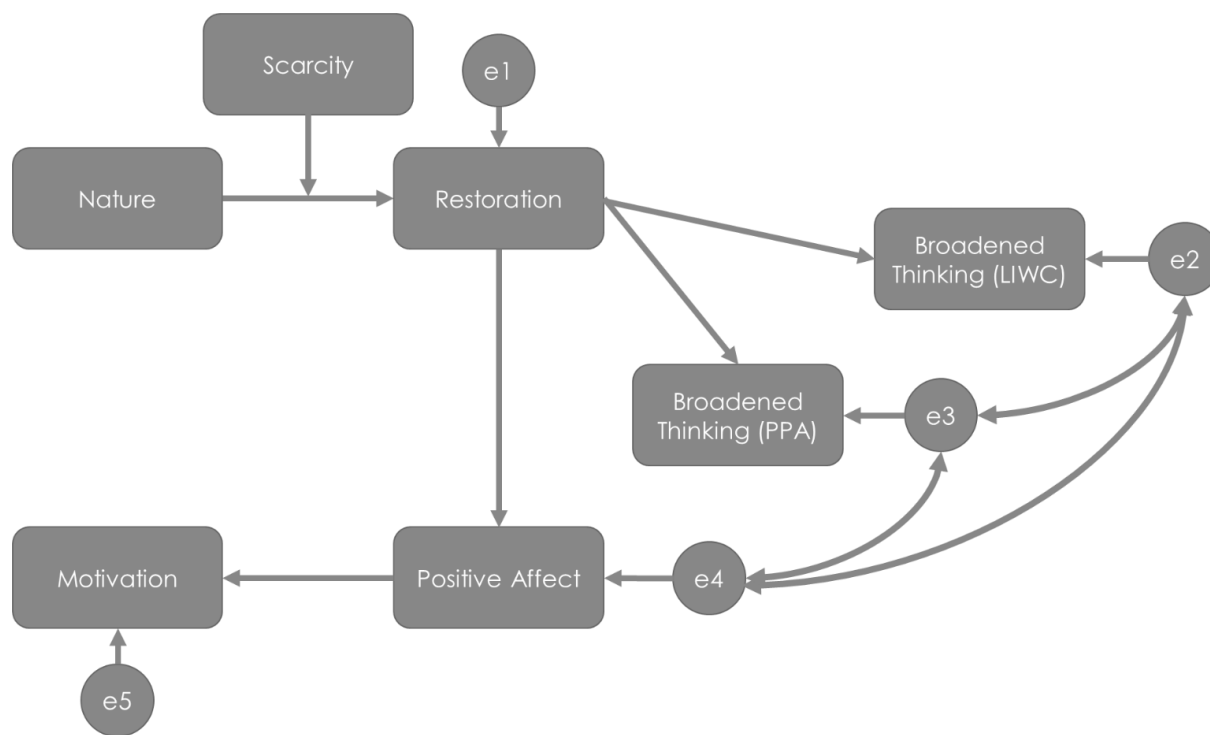 Scarcity
e1
Nature
Restoration
Broadened
Thinking (LIWC)
e2
Broadened
Thinking (PPA)
e3
Motivation
Positive Affect
e4
e5